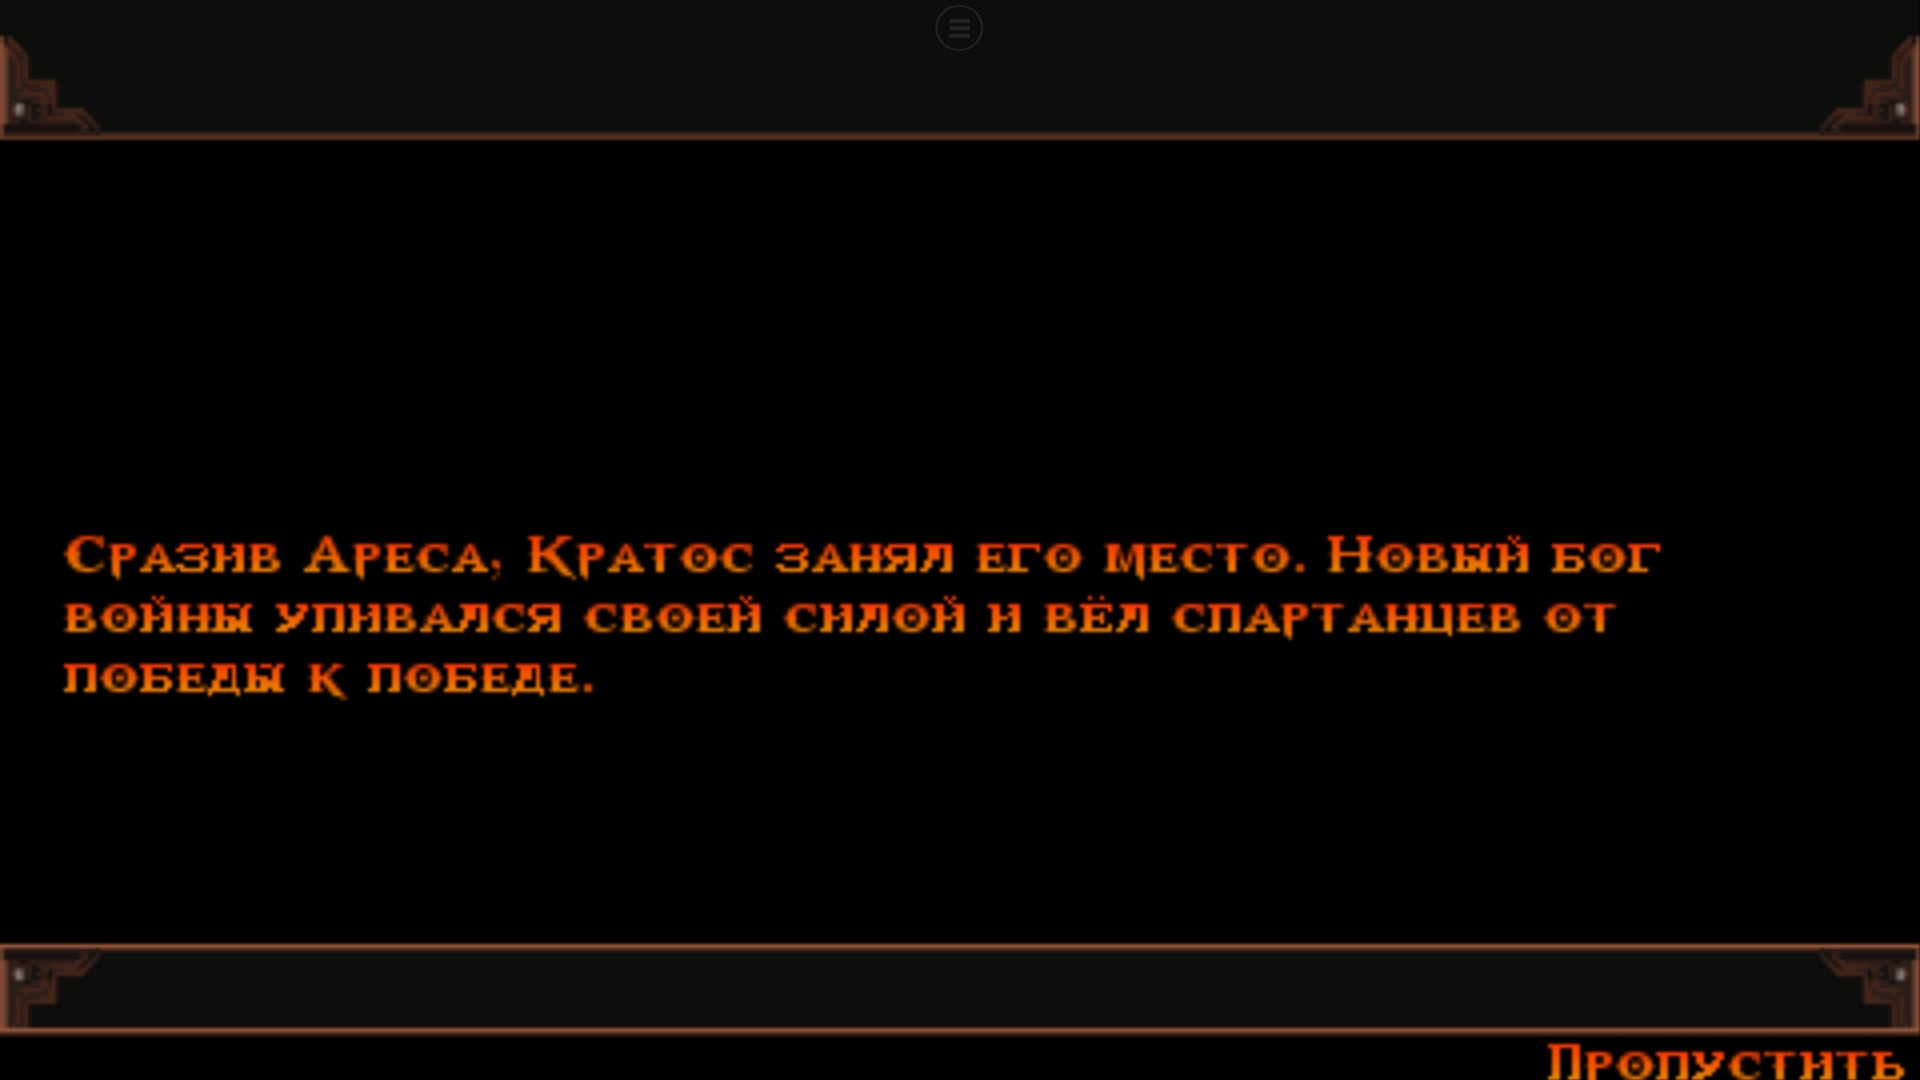 Сразив Ареса, Кратос занял его место. Новый бог
войны упивался своей силой и вёл спартанцев от
победы к победе.
Пропустить